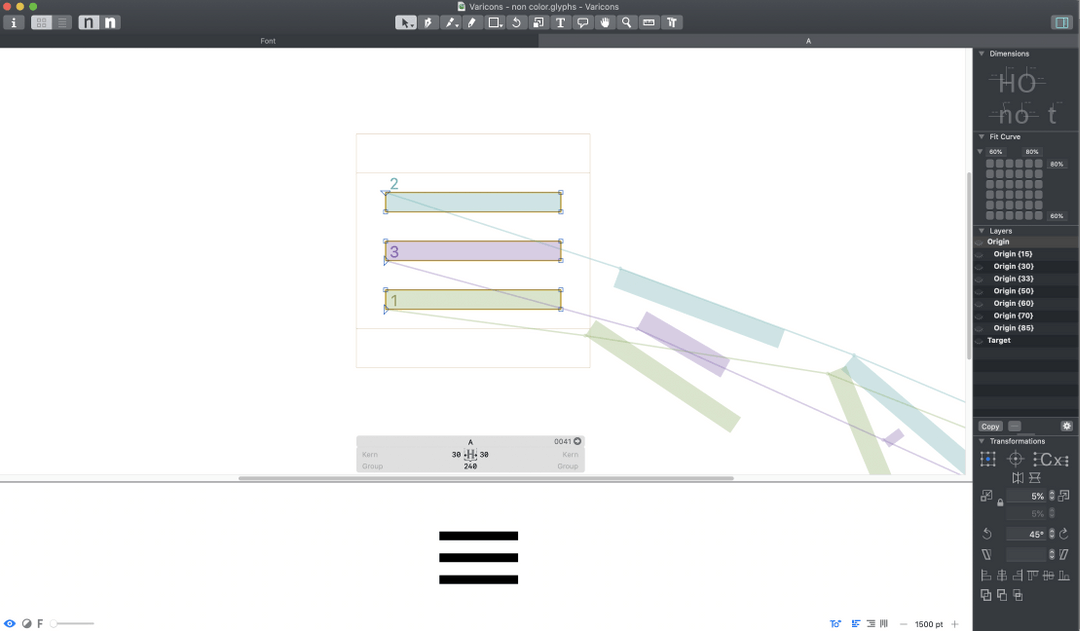 Varicons - non color.glyphs - Varicons
i n n T
Font A
2
3
1
A 0041
Kern 30 H 30 Kern
Group 240 Group
Dimensions
HO
no t
Fit Curve
60% 80%
80%
60%
Layers
Origin
Origin {15}
Origin {30}
Origin {33}
Origin {50}
Origin {60}
Origin {70}
Origin {85}
Target
Copy
Transformations
Cx
5%
5%
45°
F 1500 pt